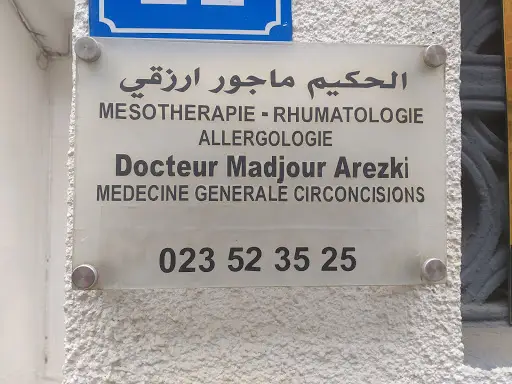 الحكيم ماجور ارزقي
MESOTHERAPIE - RHUMATOLOGIE
ALLERGOLOGIE
Docteur Madjour Arezki
MEDECINE GENERALE CIRCONCISIONS
023 52 35 25